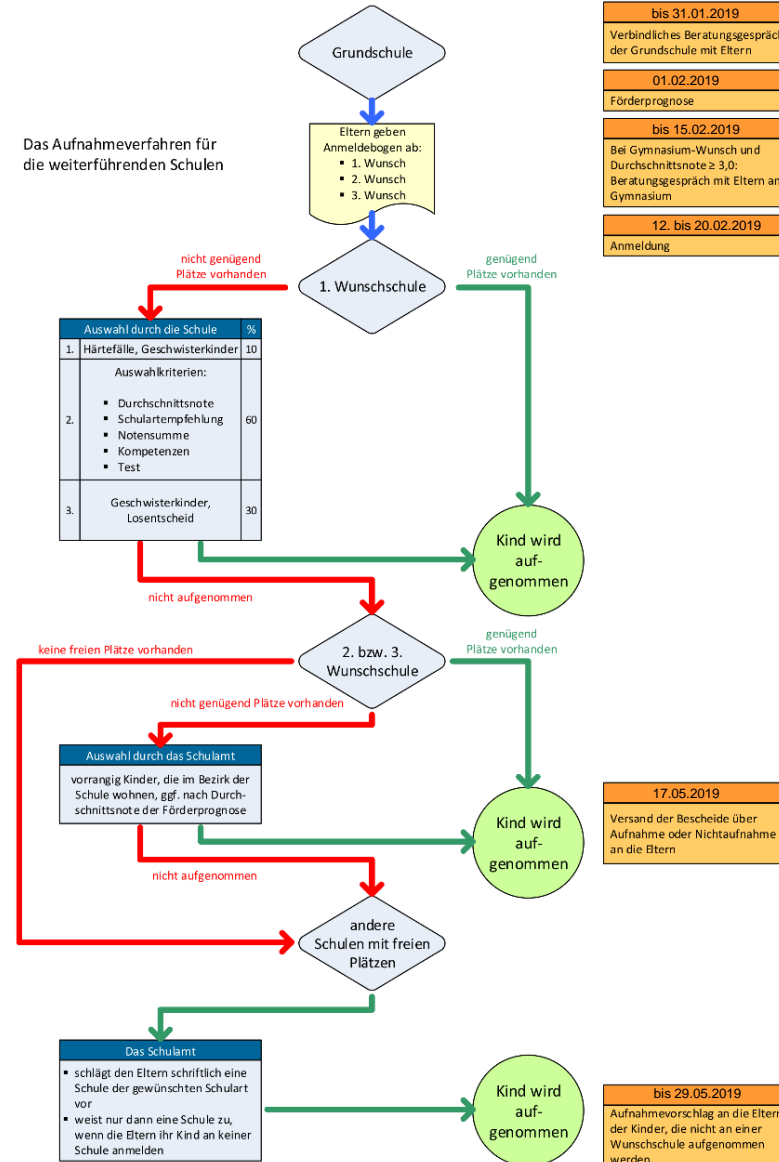 Grundschule
Das Aufnahmeverfahren für
die weiterführenden Schulen
Eltern geben
Anmeldebogen ab:
▪ 1. Wunsch
▪ 2. Wunsch
▪ 3. Wunsch
bis 31.01.2019
Verbindliches Beratungsgespräch
der Grundschule mit Eltern
01.02.2019
Förderprognose
bis 15.02.2019
Bei Gymnasium-Wunsch und
Durchschnittsnote ≥ 3,0:
Beratungsgespräch mit Eltern am
Gymnasium
12. bis 20.02.2019
Anmeldung
nicht genügend
Plätze vorhanden
1. Wunschschule
genügend
Plätze vorhanden
Auswahl durch die Schule %
1. Härtefälle, Geschwisterkinder 10
Auswahlkriterien:
▪ Durchschnittsnote
▪ Schulartempfehlung
2. ▪ Notensumme 60
▪ Kompetenzen
▪ Test
3. Geschwisterkinder, 30
Losentscheid
Kind wird
auf-
genommen
nicht aufgenommen
keine freien Plätze vorhanden
2. bzw. 3.
Wunschschule
genügend
Plätze vorhanden
nicht genügend Plätze vorhanden
Auswahl durch das Schulamt
vorrangig Kinder, die im Bezirk der
Schule wohnen, ggf. nach Durch-
schnittsnote der Förderprognose
Kind wird
auf-
genommen
17.05.2019
Versand der Bescheide über
Aufnahme oder Nichtaufnahme
an die Eltern
nicht aufgenommen
andere
Schulen mit freien
Plätzen
Das Schulamt
▪ schlägt den Eltern schriftlich eine
Schule der gewünschten Schulart
vor
▪ weist nur dann eine Schule zu,
wenn die Eltern ihr Kind an keiner
Schule anmelden
Kind wird
auf-
genommen
bis 29.05.2019
Aufnahmevorschlag an die Eltern
der Kinder, die nicht an einer
Wunschschule aufgenommen
werden